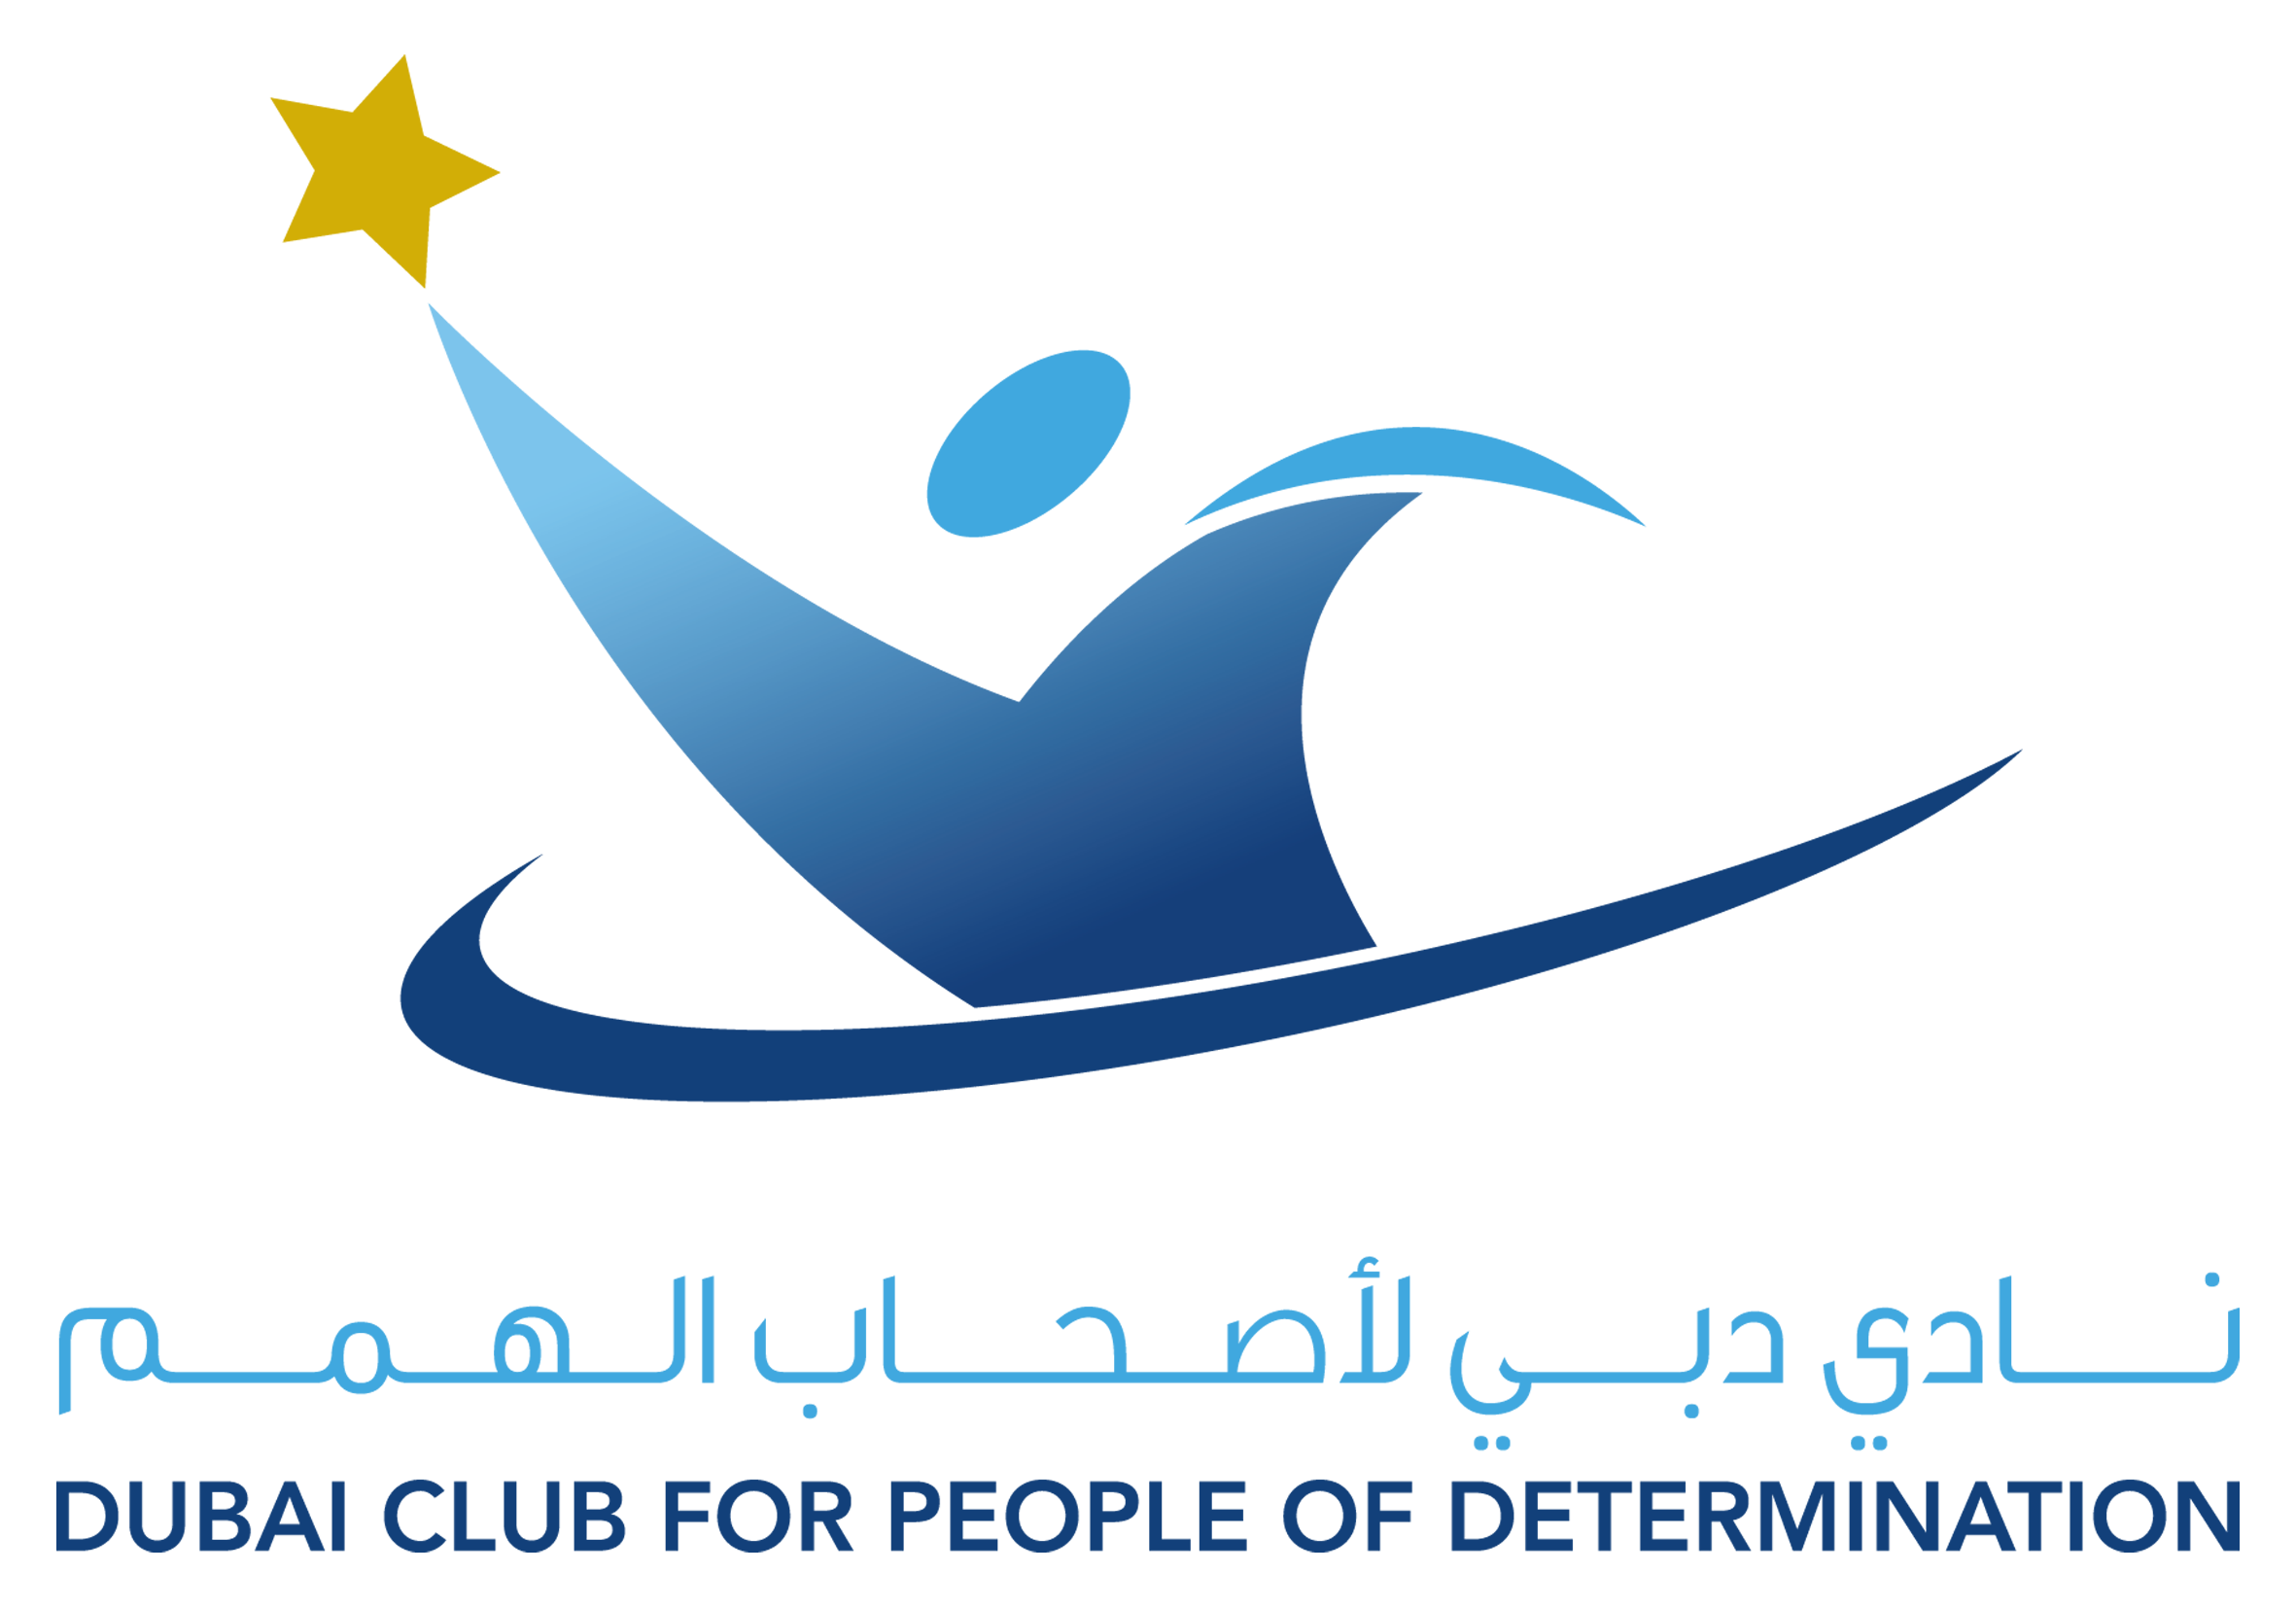 نادي دبي لأصحاب الهمم
DUBAI CLUB FOR PEOPLE OF DETERMINATION